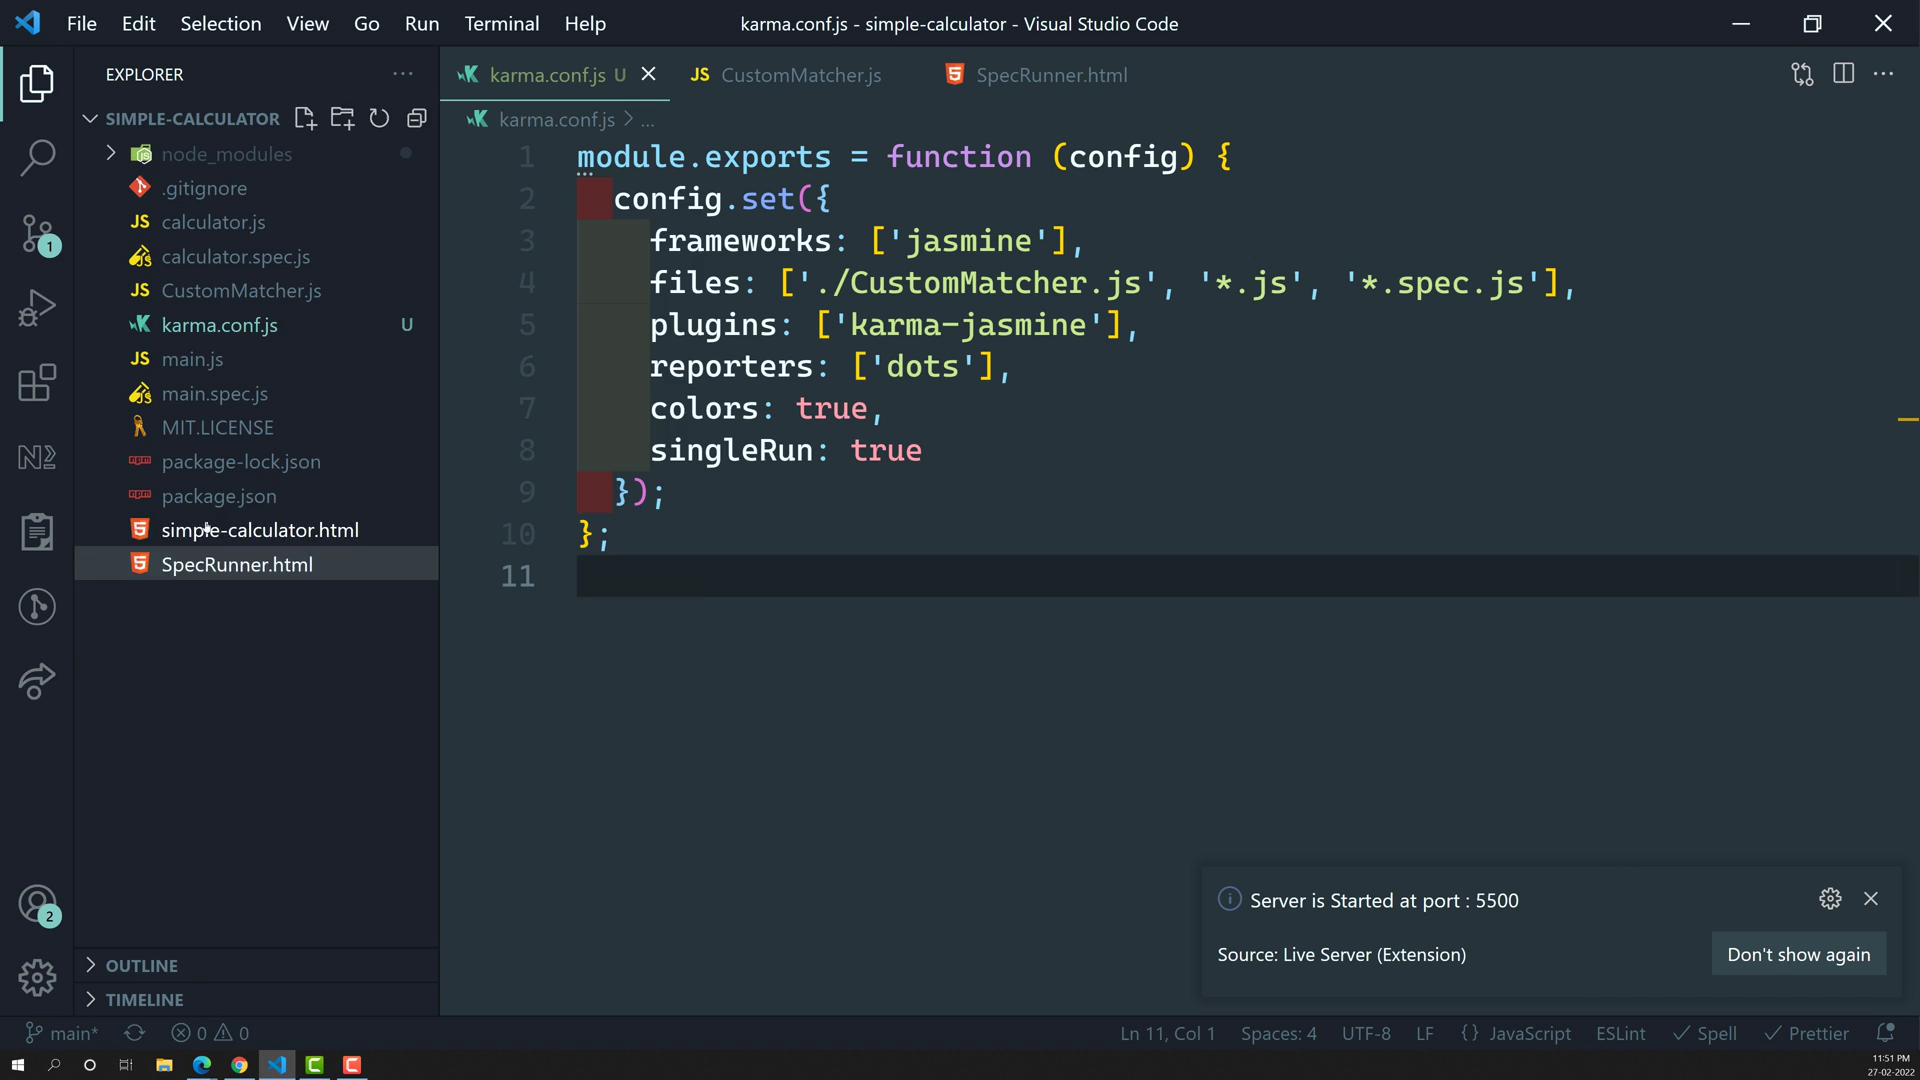 File Edit Selection View Go Run Terminal Help
karma.conf.js - simple-calculator - Visual Studio Code
EXPLORER
SIMPLE-CALCULATOR
node_modules
.gitignore
JS calculator.js
calculator.spec.js
JS CustomMatcher.js
karma.conf.js U
JS main.js
main.spec.js
MIT.LICENSE
package-lock.json
package.json
simple-calculator.html
SpecRunner.html
OUTLINE
TIMELINE
1
2
karma.conf.js U
JS CustomMatcher.js
SpecRunner.html
karma.conf.js > ...
1 module.exports = function (config) {
2 config.set({
3 frameworks: ['jasmine'],
4 files: ['./CustomMatcher.js', '*.js', '*.spec.js'],
5 plugins: ['karma-jasmine'],
6 reporters: ['dots'],
7 colors: true,
8 singleRun: true
9 });
10 };
11
Server is Started at port : 5500
Source: Live Server (Extension)
Don't show again
main* 0 0
Ln 11, Col 1 Spaces: 4 UTF-8 LF {} JavaScript ESLint Spell Prettier
11:51 PM
27-02-2022